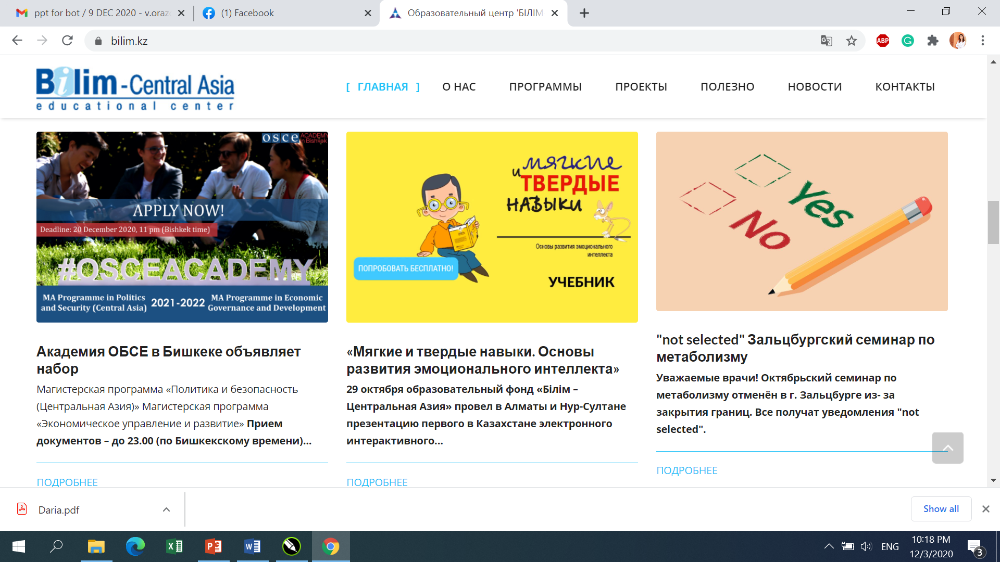 ppt for bot / 9 DEC 2020 - v.oraz
(1) Facebook
Образовательный центр 'БІЛІМ
bilim.kz
ABP
Bilim - Central Asia
educational center
[ ГЛАВНАЯ ]
О НАС
ПРОГРАММЫ
ПРОЕКТЫ
ПОЛЕЗНО
НОВОСТИ
КОНТАКТЫ
osce ACADEMY
in Bishkek
APPLY NOW!
Deadline: 20 December 2020, 11 pm (Bishkek time)
#OSCEACADEMY
MA Programme in Politics
and Security (Central Asia)
2021-2022
MA Programme in Economic
Governance and Development
Академия ОБСЕ в Бишкеке объявляет
набор
Магистерская программа «Политика и безопасность
(Центральная Азия)» Магистерская программа
«Экономическое управление и развитие» Прием
документов – до 23.00 (по Бишкекскому времени)...
ПОДРОБНЕЕ
мягкие
и ТВЕРДЫЕ
НАВЫКИ
Основы развития эмоционального
интеллекта
ПОПРОБОВАТЬ БЕСПЛАТНО!
УЧЕБНИК
«Мягкие и твердые навыки. Основы
развития эмоционального интеллекта»
29 октября образовательный фонд «Білім –
Центральная Азия» провел в Алматы и Нур-Султане
презентацию первого в Казахстане электронного
интерактивного...
ПОДРОБНЕЕ
Yes
No
"not selected" Зальцбургский семинар по
метаболизму
Уважаемые врачи! Октябрьский семинар по
метаболизму отменён в г. Зальцбурге из- за
закрытия границ. Все получат уведомления "not
selected".
ПОДРОБНЕЕ
Daria.pdf
Show all
ENG
10:18 PM
12/3/2020
3